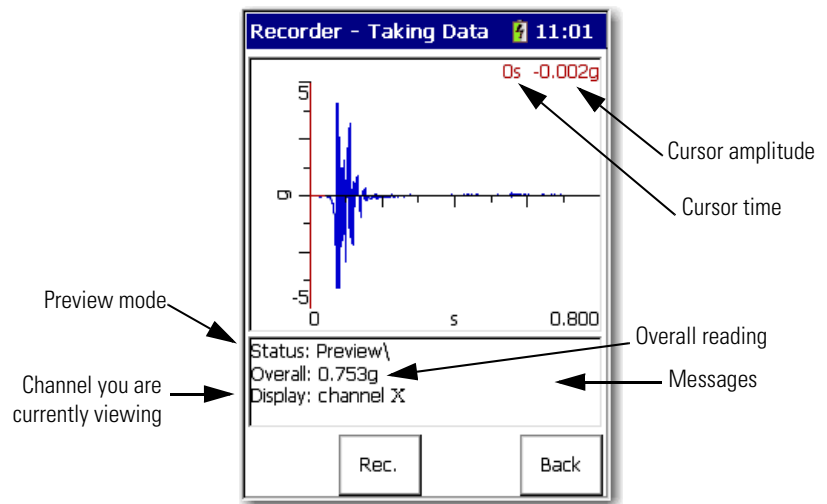 Recorder - Taking Data 11:01
0s -0.002g
5
Cursor amplitude
Cursor time
g
-5
0 s 0.800
Preview mode
Status: Preview\
Overall reading
Overall: 0.753g
Messages
Channel you are
currently viewing
Display: channel X
Rec. Back